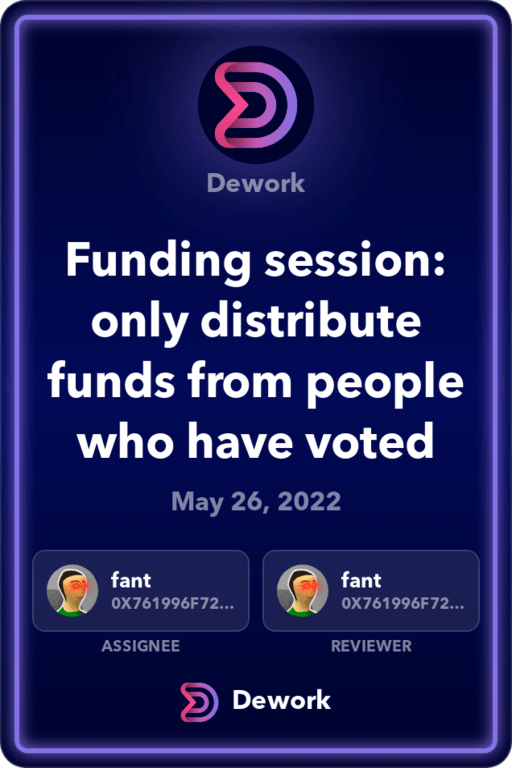 Dework
Funding session:
only distribute
funds from people
who have voted
May 26, 2022
fant
0X761996F72...
ASSIGNEE
fant
0X761996F72...
REVIEWER
Dework